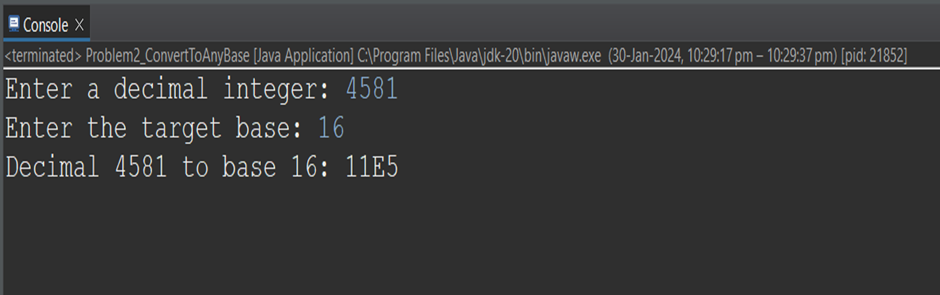 Console
<terminated> Problem2_ConvertToAnyBase [Java Application] C:\Program Files\Java\jdk-20\bin\javaw.exe (30-Jan-2024, 10:29:17 pm – 10:29:37 pm) [pid: 21852]
Enter a decimal integer: 4581
Enter the target base: 16
Decimal 4581 to base 16: 11E5